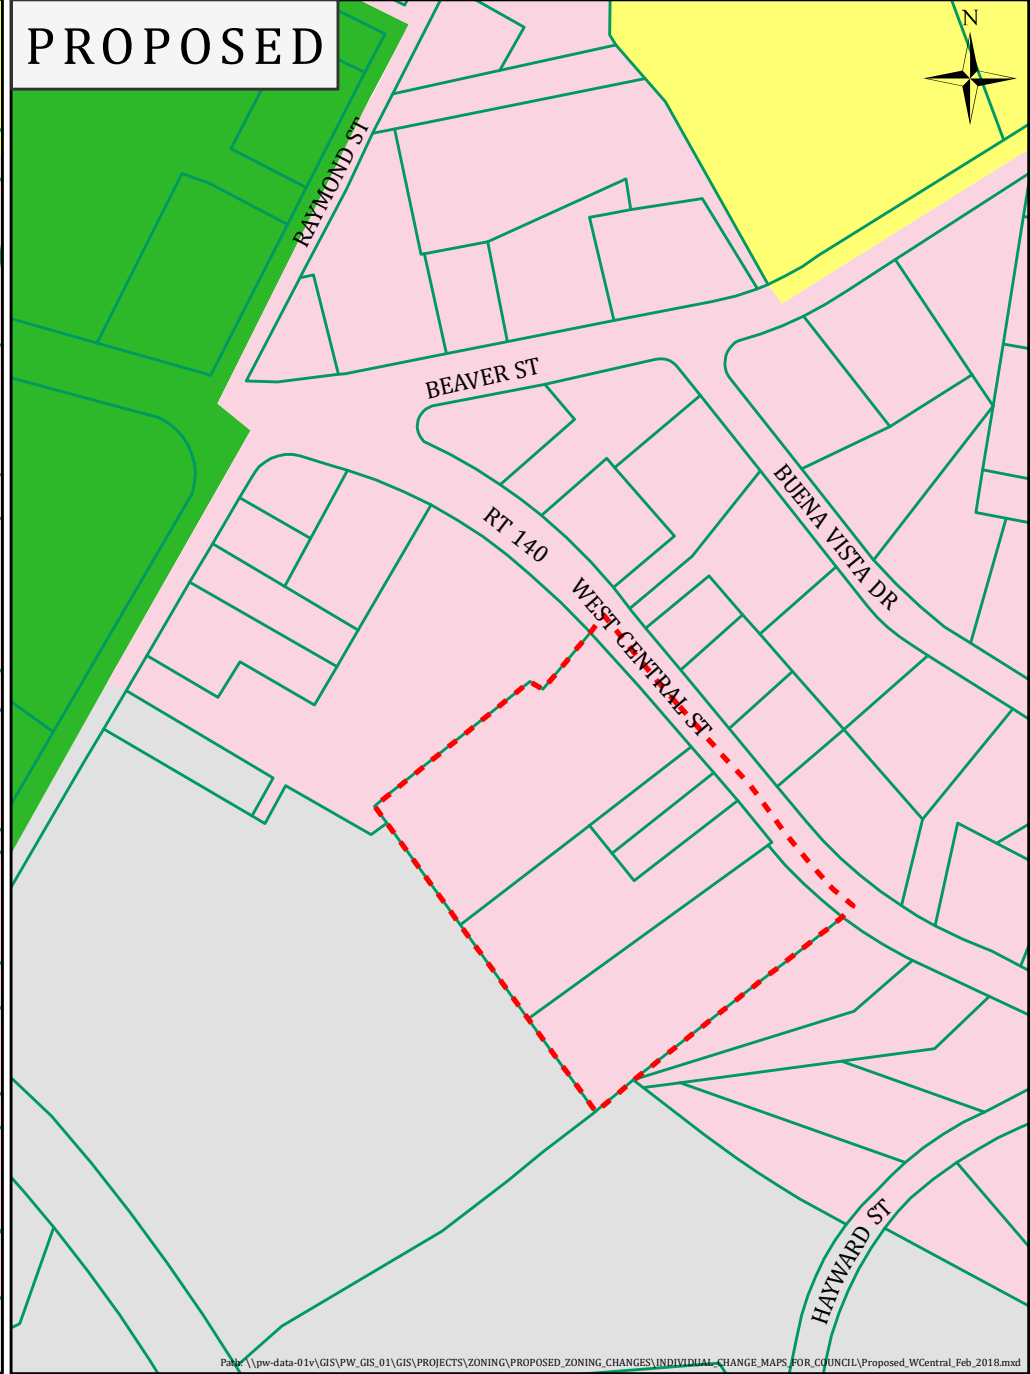 PROPOSED
N
RAYMOND ST
BEAVER ST
BUENA VISTA DR
RT 140
WEST CENTRAL ST
HAYWARD ST
Path: \\pw-data-01v\GIS\PW_GIS_01\GIS\PROJECTS\ZONING\PROPOSED_ZONING_CHANGES\INDIVIDUAL_CHANGE_MAPS_FOR_COUNCIL\Proposed_WCentral_Feb_2018.mxd